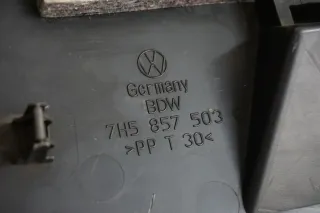 Germany
BDW
7H5 857 503
>PP T 30<